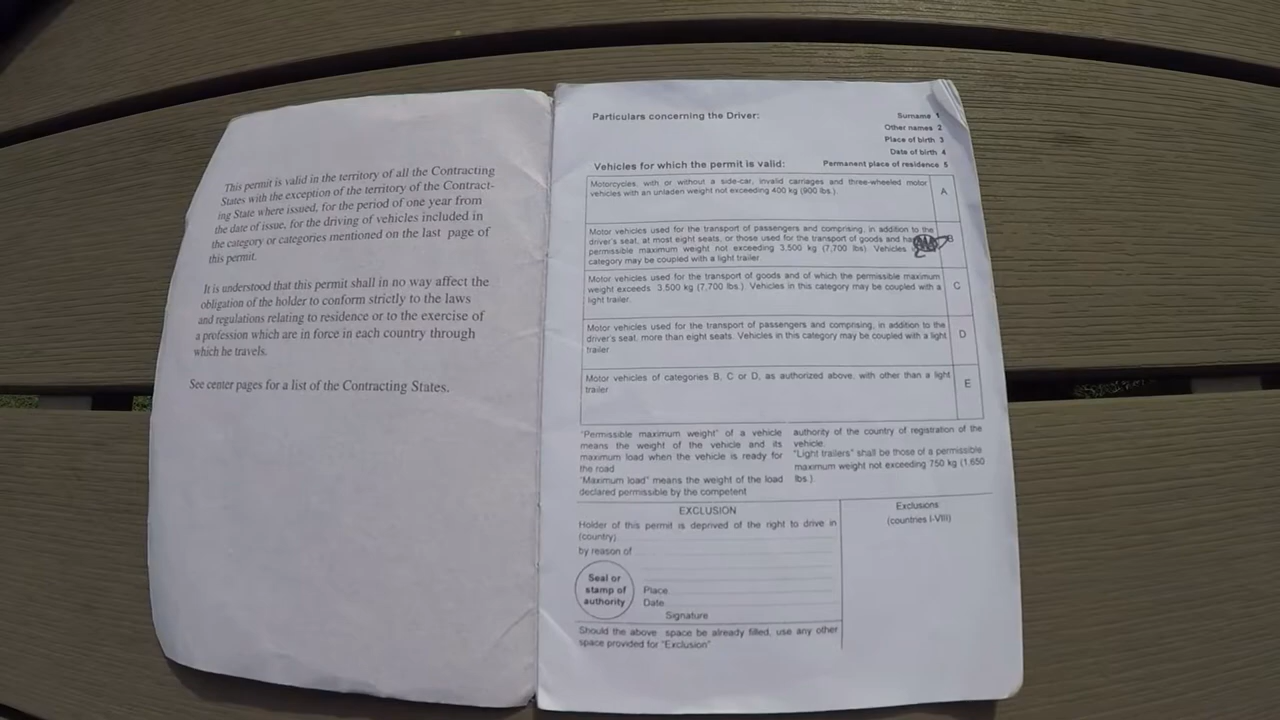 This permit is valid in the territory of all the Contracting
States with the exception of the territory of the Contract-
ing State where issued, for the period of one year from
the date of issue, for the driving of vehicles included in
the category or categories mentioned on the last page of
this permit.
It is understood that this permit shall in no way affect the
obligation of the holder to conform strictly to the laws
and regulations relating to residence or to the exercise of
a profession which are in force in each country through
which he travels.
See center pages for a list of the Contracting States.
Particulars concerning the Driver:
Surname 1
Other names 2
Place of birth 3
Date of birth 4
Permanent place of residence 5
Vehicles for which the permit is valid:
Motorcycles, with or without a side-car, invalid carriages and three-wheeled motor
vehicles with an unladen weight not exceeding 400 kg (900 lbs.).
A
Motor vehicles used for the transport of passengers and comprising, in addition to the
driver's seat, at most eight seats, or those used for the transport of goods and
permissible maximum weight not exceeding 3,500 kg (7,700 lbs) Vehicles
category may be coupled with a light trailer
AAA
B
Motor vehicles used for the transport of goods and of which the permissible maximum
weight exceeds 3,500 kg (7,700 lbs.) Vehicles in this category may be coupled with a
light trailer.
C
Motor vehicles used for the transport of passengers and comprising, in addition to the
driver's seat, more than eight seats. Vehicles in this category may be coupled with a light
trailer
D
Motor vehicles of categories B, C or D, as authorized above, with other than a light
trailer
E
"Permissible maximum weight" of a vehicle
means the weight of the vehicle and its
maximum load when the vehicle is ready for
the road
"Maximum load" means the weight of the load
declared permissible by the competent
authority of the country of registration of the
vehicle.
"Light trailers" shall be those of a permissible
maximum weight not exceeding 750 kg (1,650
lbs.)
EXCLUSION
Holder of this permit is deprived of the right to drive in
(country)
by reason of
Seal or
stamp of
authority
Place
Date
Signature
Should the above space be already filled, use any other
space provided for "Exclusion"
Exclusions
(countries I-VIII)